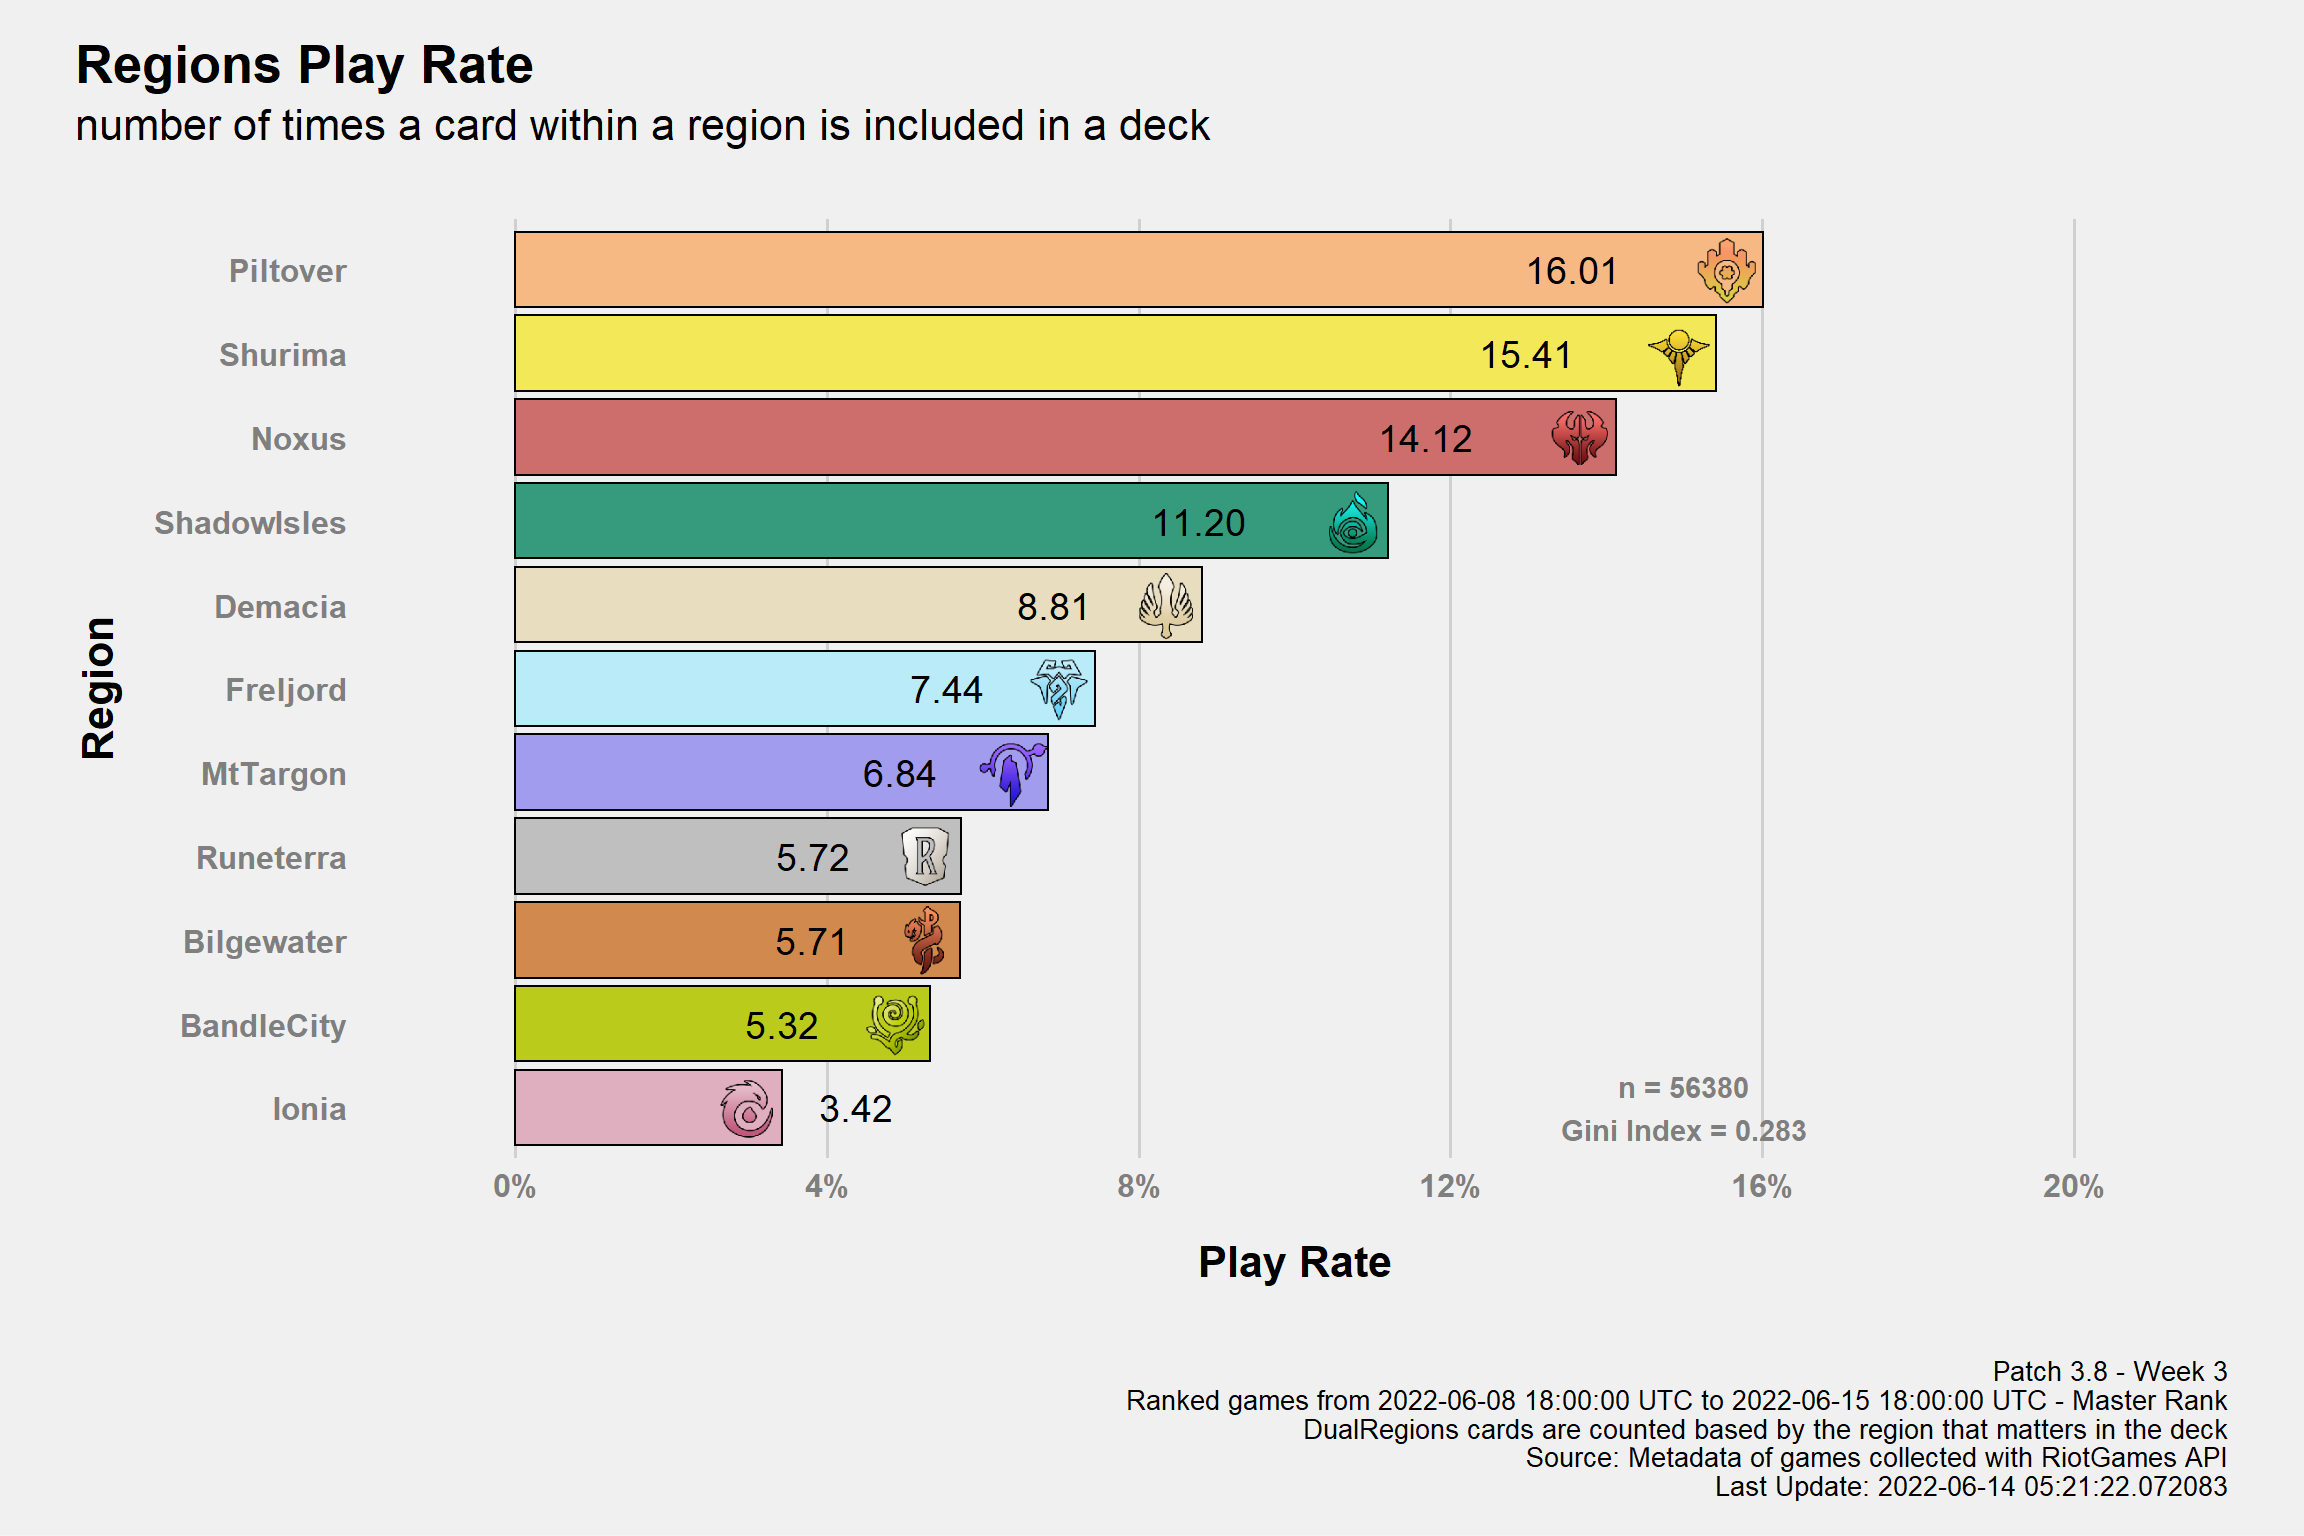 Regions Play Rate
number of times a card within a region is included in a deck
Region
Piltover 16.01
Shurima 15.41
Noxus 14.12
ShadowIsles 11.20
Demacia 8.81
Freljord 7.44
MtTargon 6.84
Runeterra 5.72 R
Bilgewater 5.71
BandleCity 5.32
Ionia 3.42
n = 56380
Gini Index = 0.283
0% 4% 8% 12% 16% 20%
Play Rate
Patch 3.8 - Week 3
Ranked games from 2022-06-08 18:00:00 UTC to 2022-06-15 18:00:00 UTC - Master Rank
DualRegions cards are counted based by the region that matters in the deck
Source: Metadata of games collected with RiotGames API
Last Update: 2022-06-14 05:21:22.072083